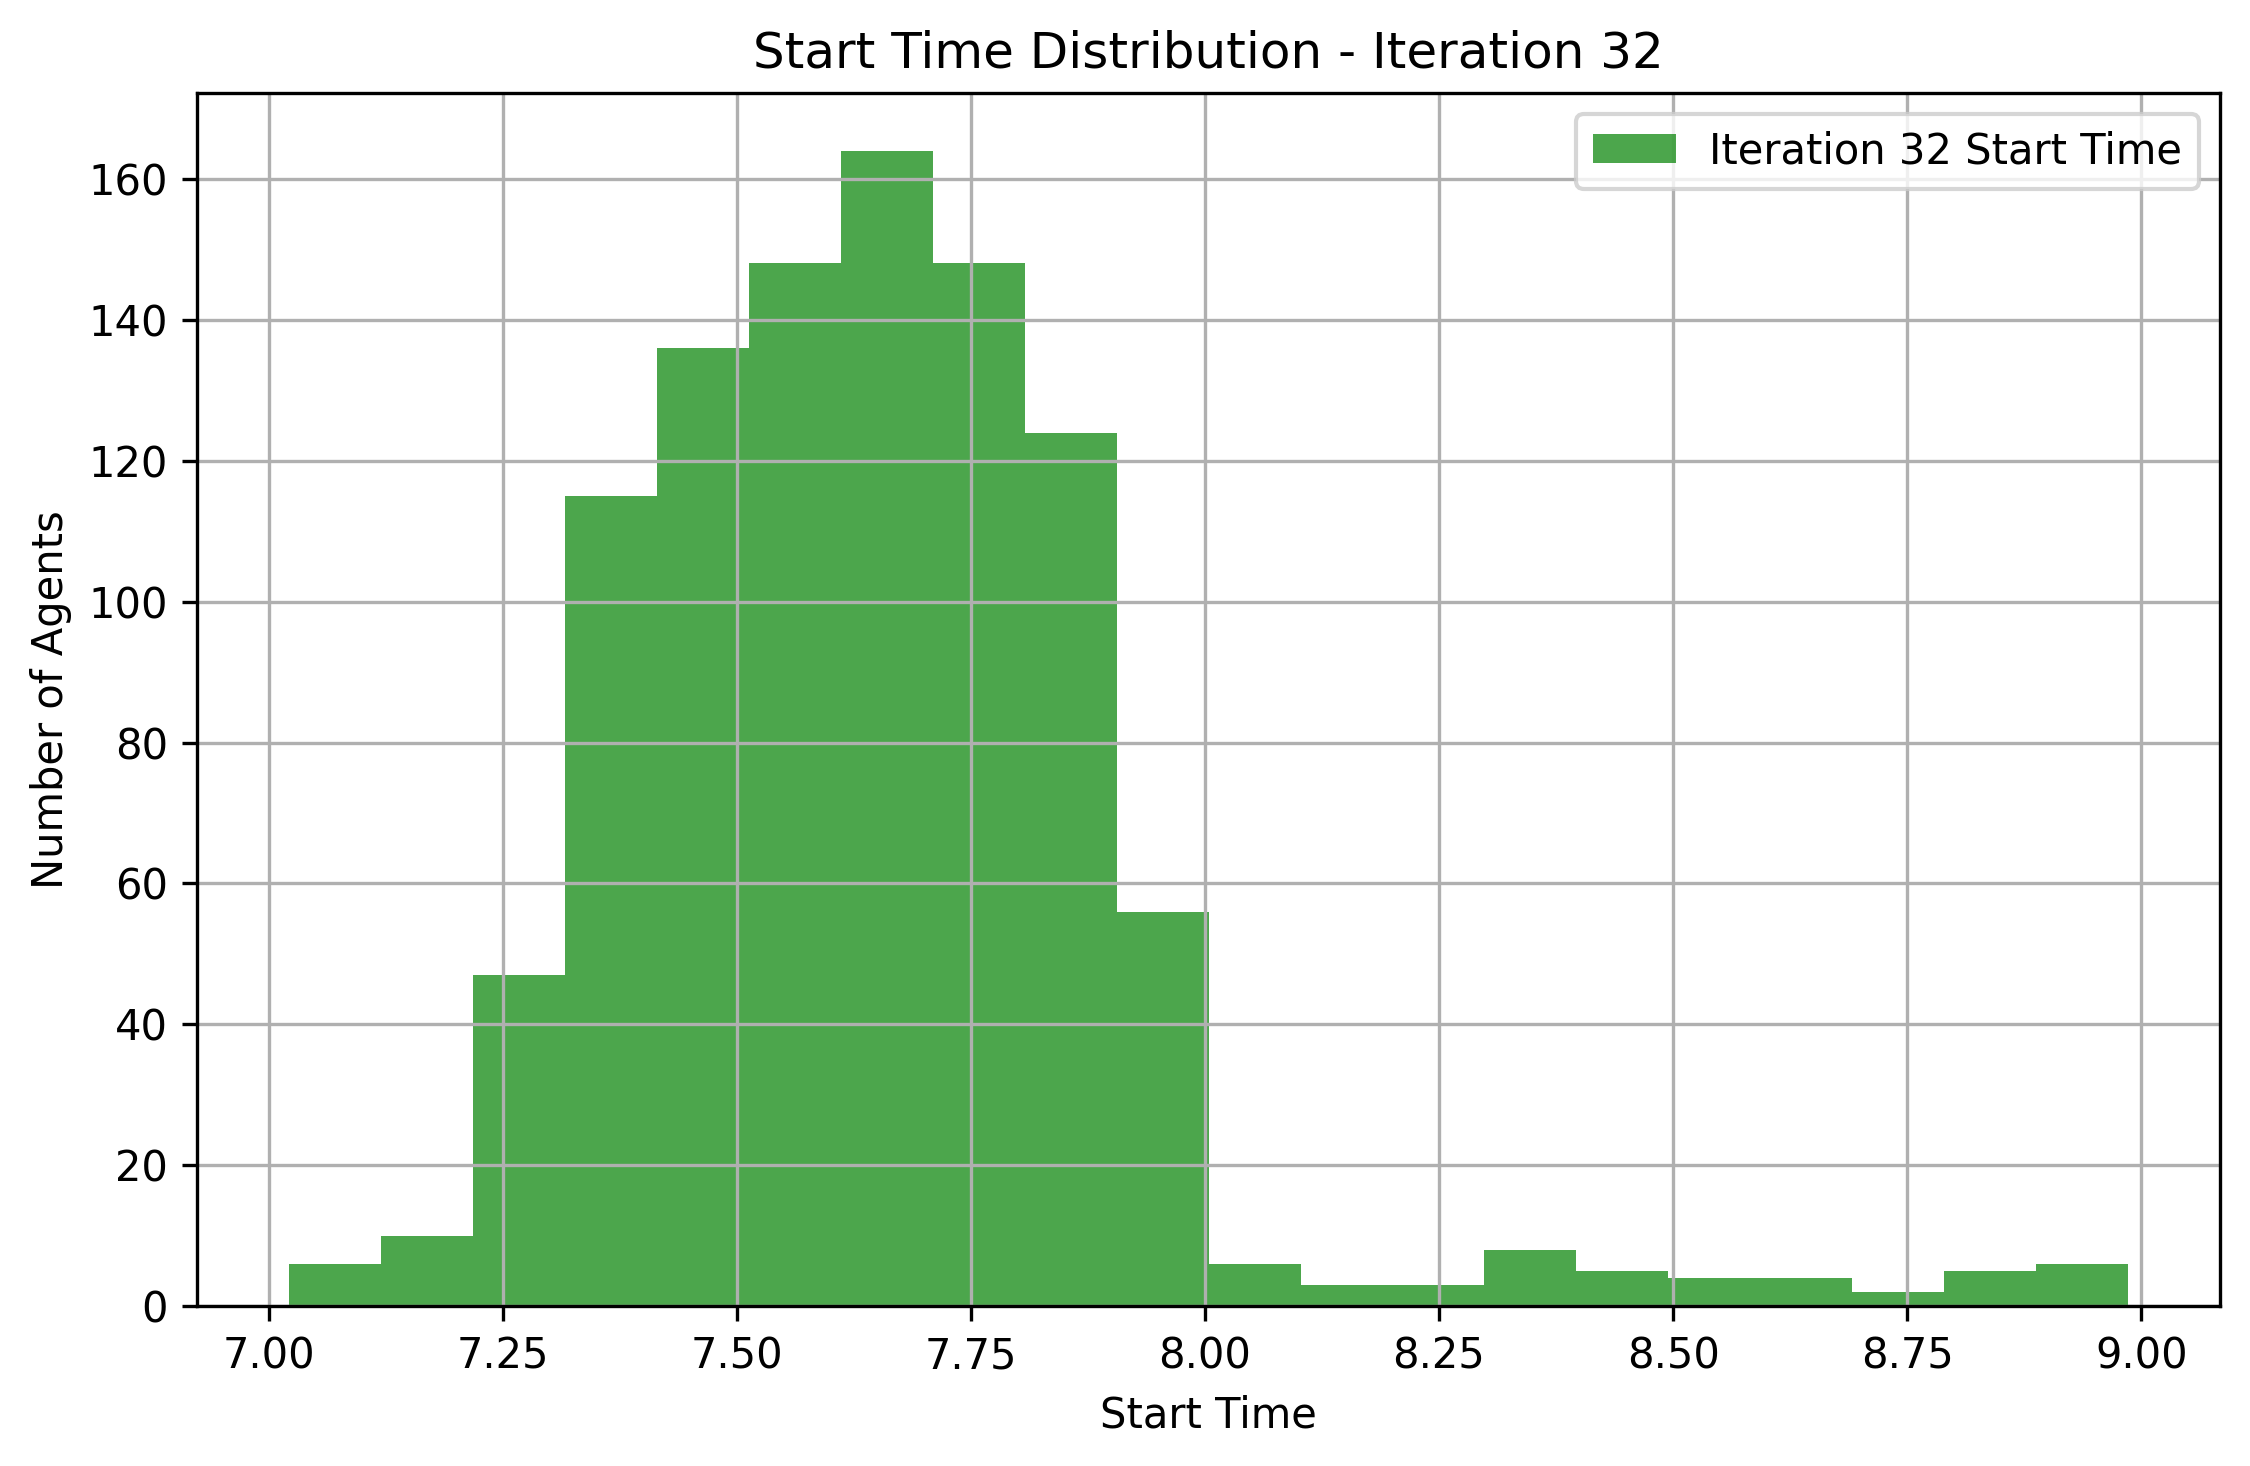 Start Time Distribution - Iteration 32
Iteration 32 Start Time
Number of Agents
160
140
120
100
80
60
40
20
0
7.00 7.25 7.50 7.75 8.00 8.25 8.50 8.75 9.00
Start Time